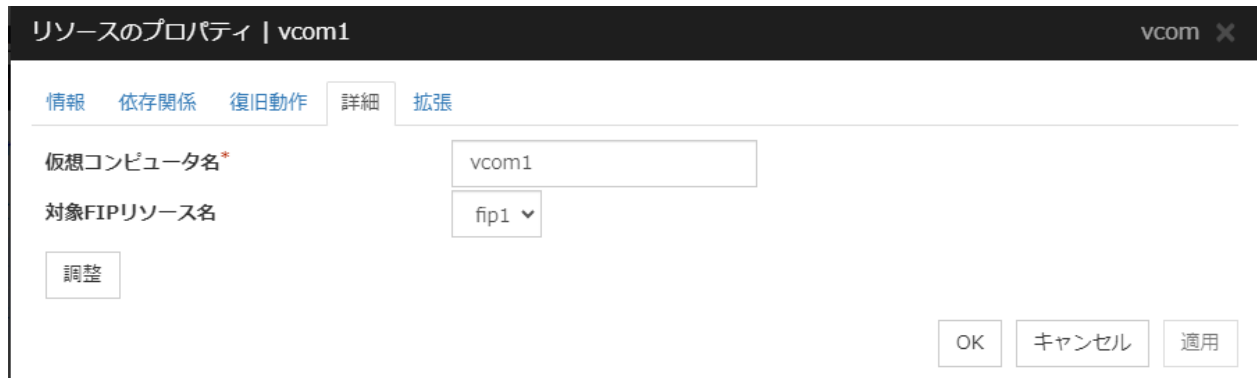 リソースのプロパティ | vcom1 vcom ×
情報 依存関係 復旧動作 詳細 拡張
仮想コンピュータ名* vcom1
対象FIPリソース名 fip1
調整
OK キャンセル 適用